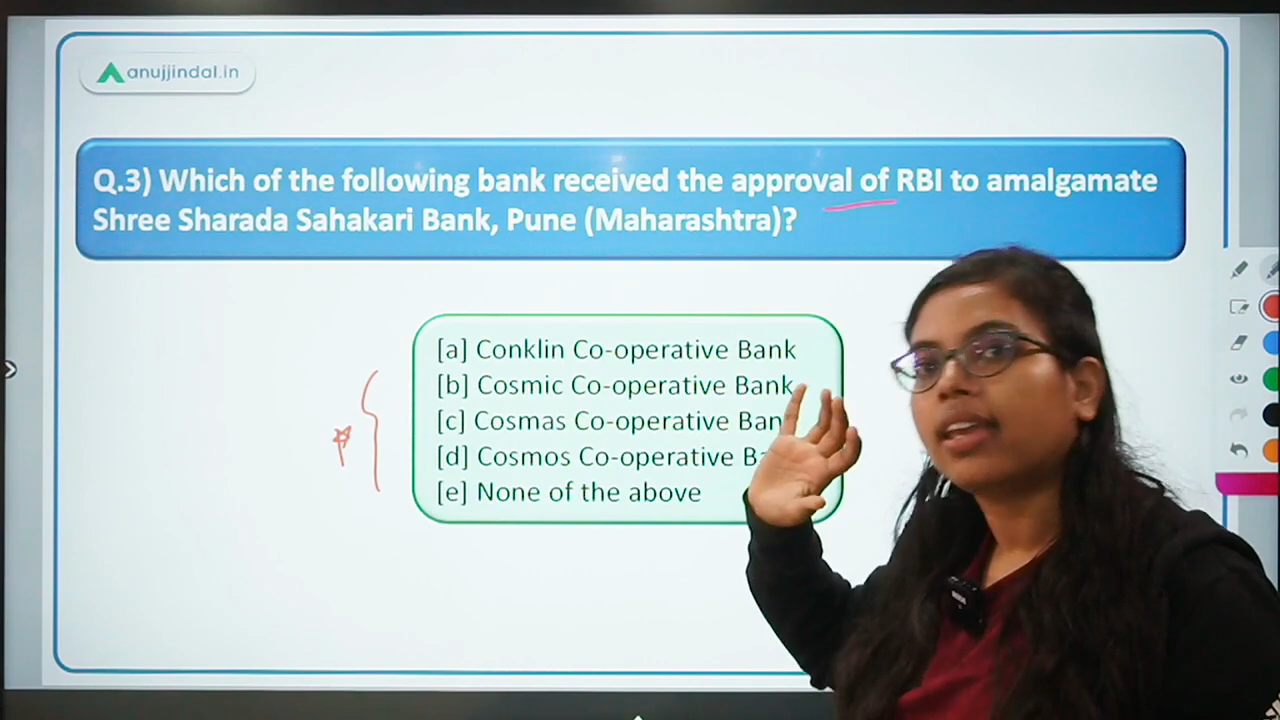 anujjindal.in
Q.3) Which of the following bank received the approval of RBI to amalgamate
Shree Sharada Sahakari Bank, Pune (Maharashtra)?
[a] Conklin Co-operative Bank
[b] Cosmic Co-operative Bank
[c] Cosmas Co-operative Ban
[d] Cosmos Co-operative
[e] None of the above